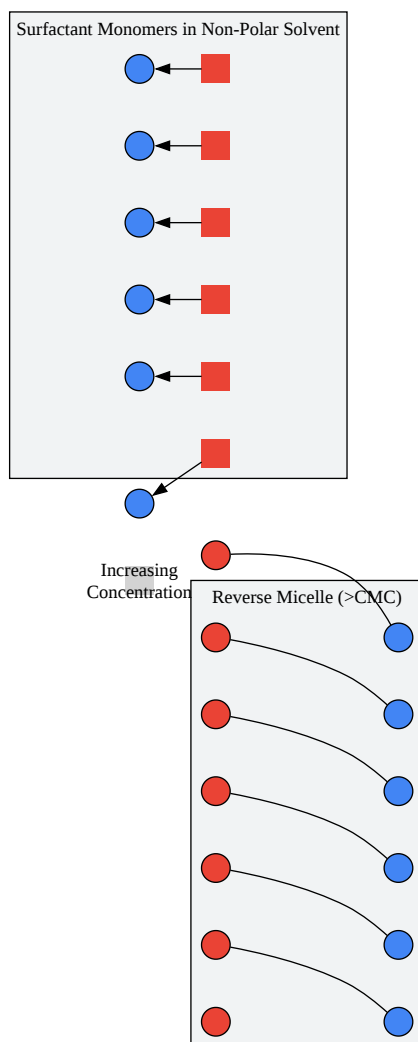 Surfactant Monomers in Non-Polar Solvent
Increasing
Concentration
Reverse Micelle (>CMC)